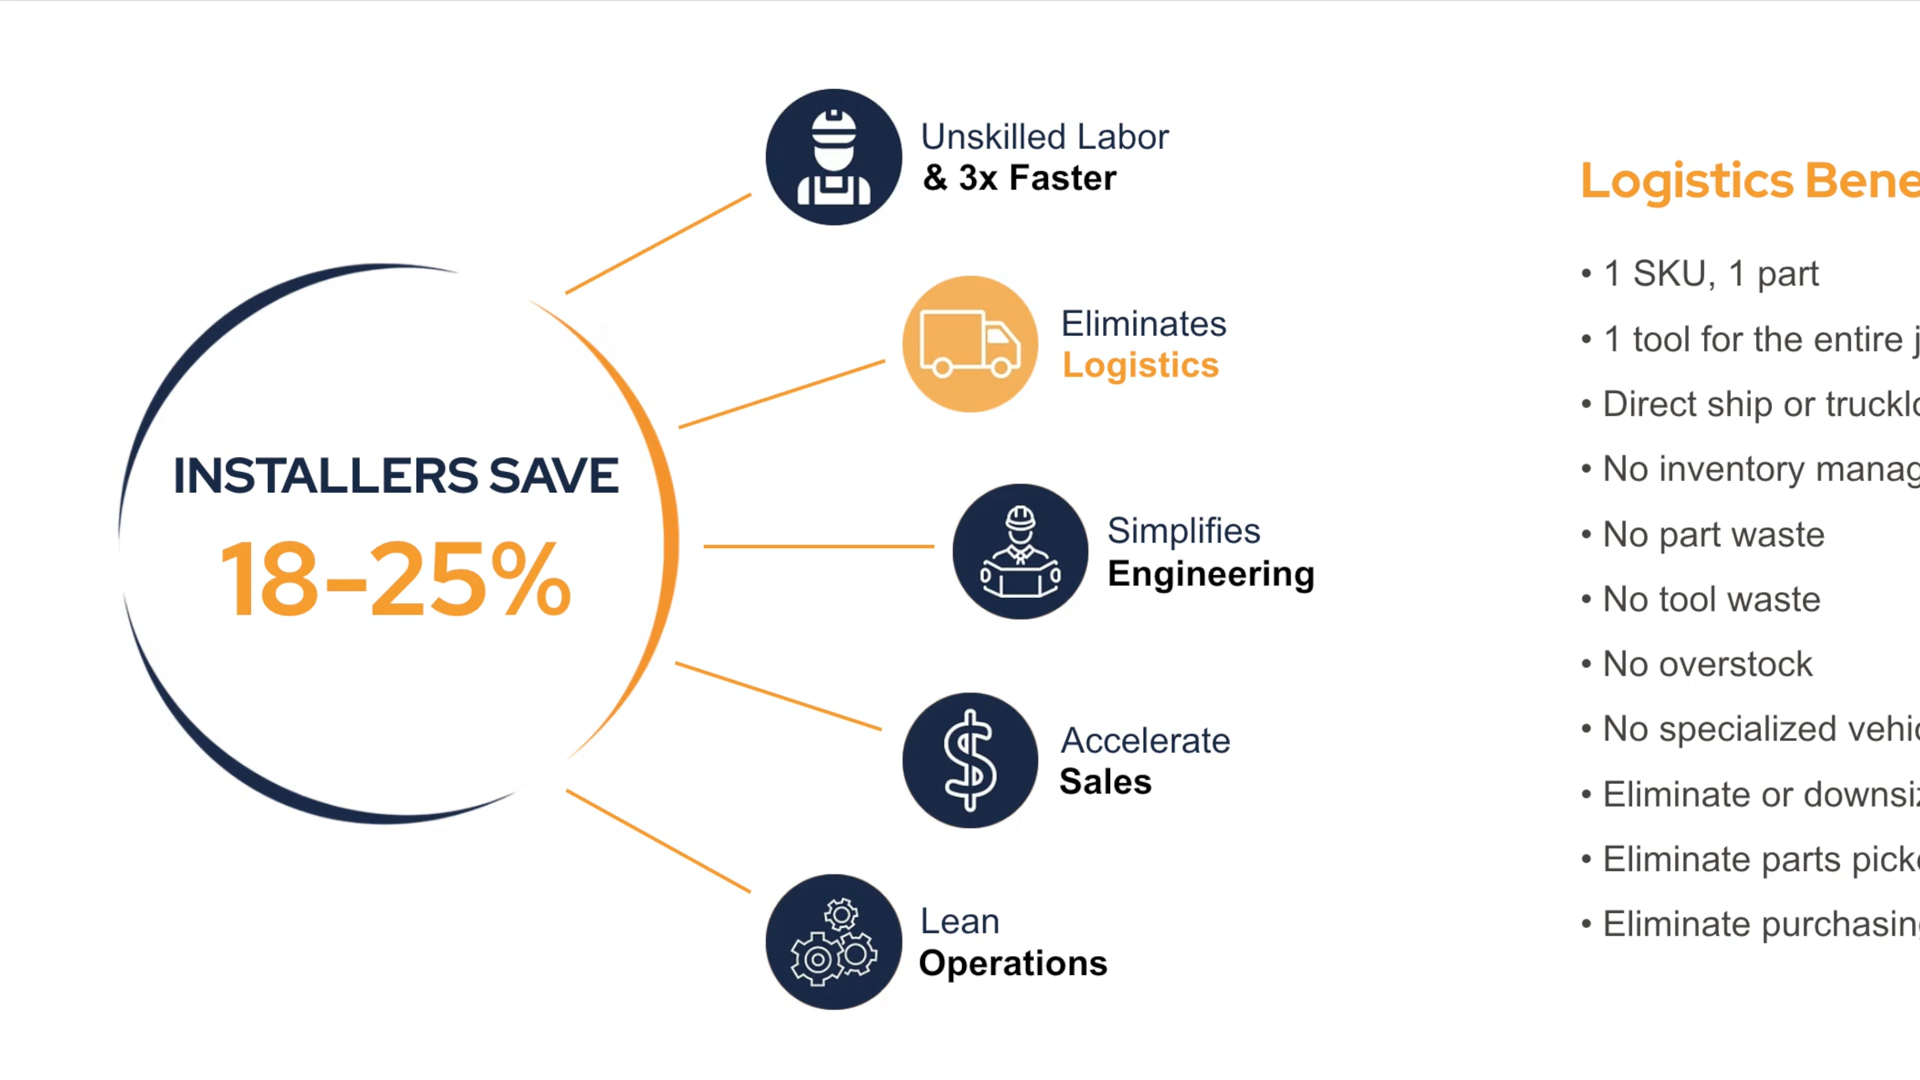 INSTALLERS SAVE
18-25%
Unskilled Labor
& 3x Faster
Eliminates
Logistics
Simplifies
Engineering
Accelerate
Sales
Lean
Operations
Logistics
• 1 SKU, 1 part
• 1 tool for the entire
• Direct ship or
• No inventory
• No part waste
• No tool waste
• No overstock
• No specialized
• Eliminate or
• Eliminate parts
• Eliminate